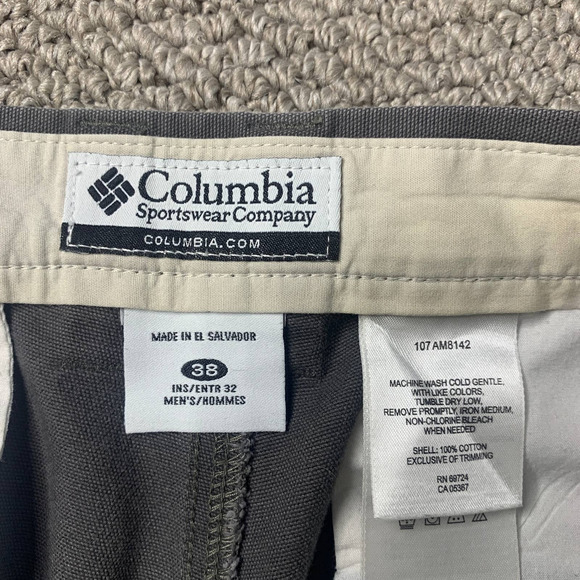 Columbia
Sportswear Company
COLUMBIA.COM
MADE IN EL SALVADOR
38
INS/ENTR 32
MEN'S/HOMMES
107 AM8142
MACHINE WASH COLD GENTLE,
WITH LIKE COLORS,
TUMBLE DRY LOW,
REMOVE PROMPTLY, IRON MEDIUM,
NON-CHLORINE BLEACH
WHEN NEEDED
SHELL: 100% COTTON
EXCLUSIVE OF TRIMMING
RN 69724
CA 05367